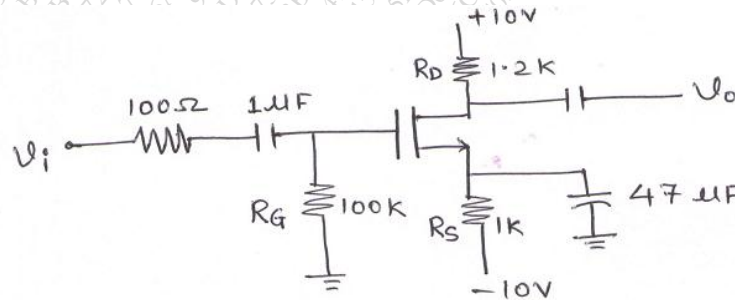 +10V
RD 1.2K
100Ω 1µF
Vo
Vi
RG 100K
RS 1K
47 µF
-10V